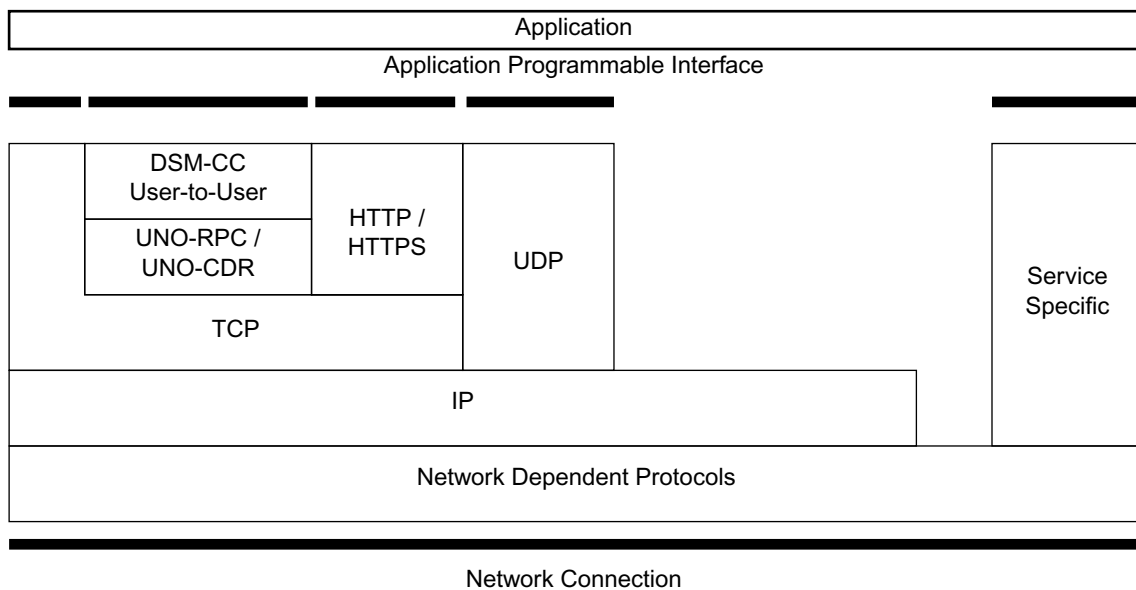 Application
Application Programmable Interface
DSM-CC
User-to-User
UNO-RPC /
UNO-CDR
HTTP /
HTTPS
UDP
Service
Specific
TCP
IP
Network Dependent Protocols
Network Connection